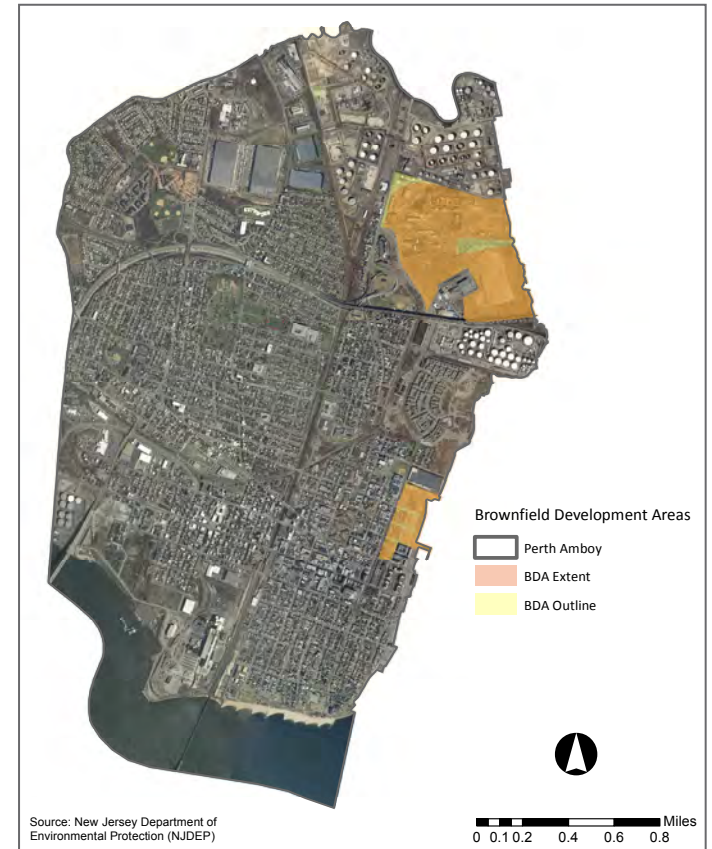 Brownfield Development Areas
Perth Amboy
BDA Extent
BDA Outline
Source: New Jersey Department of
Environmental Protection (NJDEP)
Miles
0 0.1 0.2 0.4 0.6 0.8